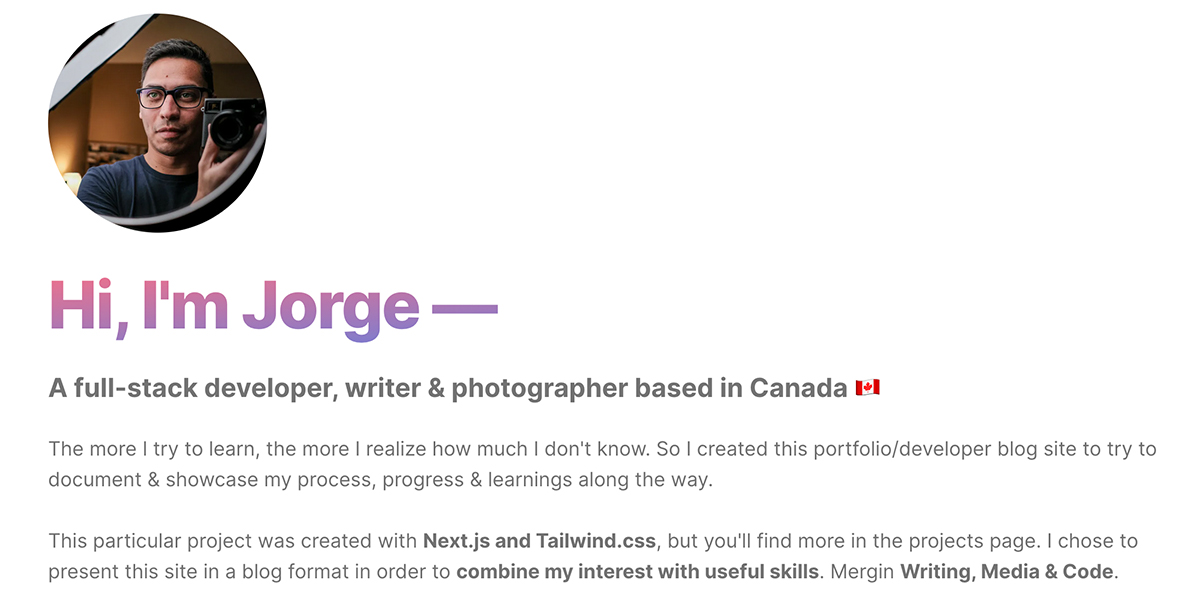 Hi, I'm Jorge —
A full-stack developer, writer & photographer based in Canada 🇨🇦
The more I try to learn, the more I realize how much I don't know. So I created this portfolio/developer blog site to try to
document & showcase my process, progress & learnings along the way.
This particular project was created with Next.js and Tailwind.css, but you'll find more in the projects page. I chose to
present this site in a blog format in order to combine my interest with useful skills. Mergin Writing, Media & Code.